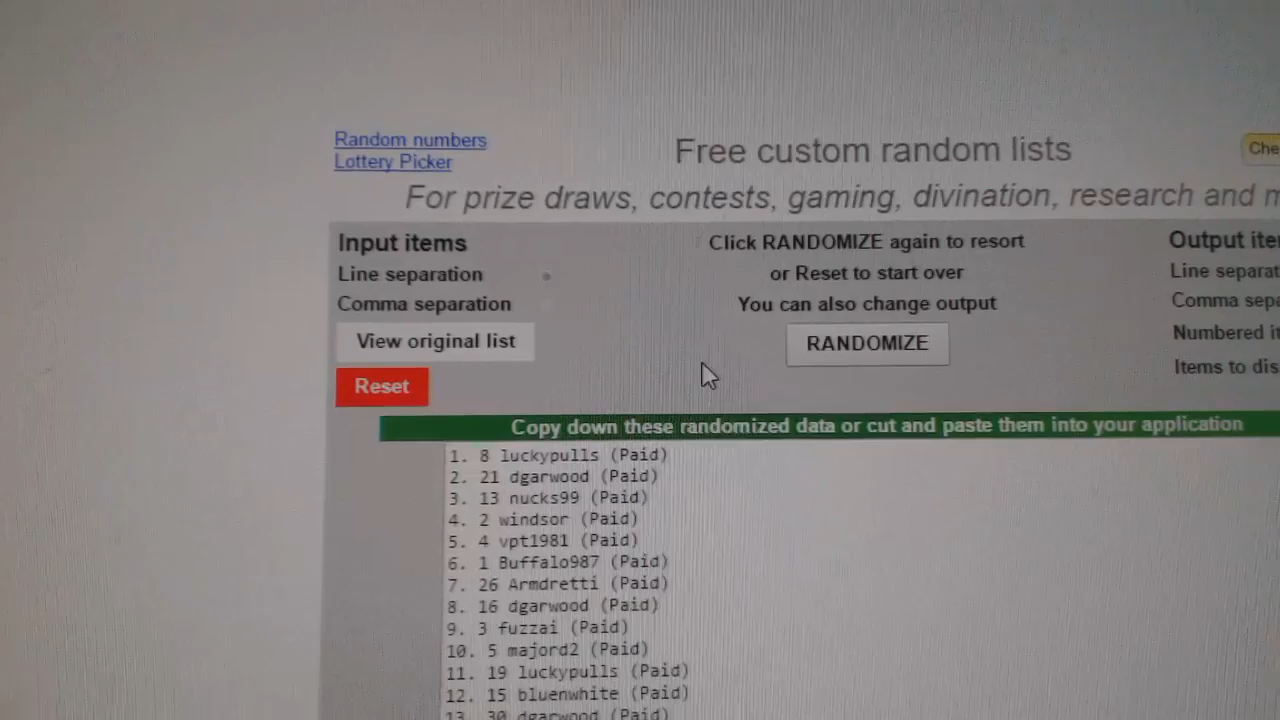 Random numbers
Lottery Picker
Free custom random lists
Che
For prize draws, contests, gaming, divination, research and m
Input items
Line separation
Comma separation
View original list
Reset
Click RANDOMIZE again to resort
or Reset to start over
You can also change output
RANDOMIZE
Output ite
Line separat
Comma sepa
Numbered it
Items to dis
Copy down these randomized data or cut and paste them into your application
1. 8 luckypulls (Paid)
2. 21 dgarwood (Paid)
3. 13 nucks99 (Paid)
4. 2 windsor (Paid)
5. 4 vpt1981 (Paid)
6. 1 Buffalo987 (Paid)
7. 26 Armdretti (Paid)
8. 16 dgarwood (Paid)
9. 3 fuzzai (Paid)
10. 5 majord2 (Paid)
11. 19 luckypulls (Paid)
12. 15 bluenwhite (Paid)
13. 30 dgarwood (Paid)